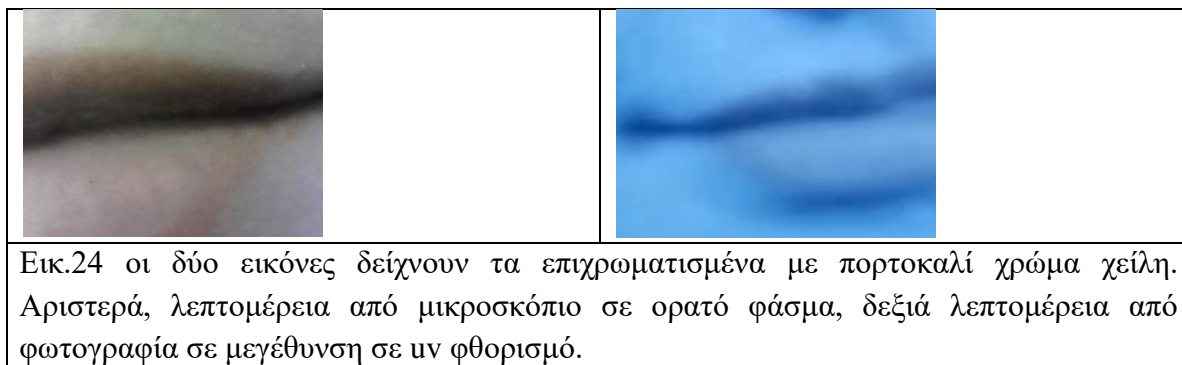 Εικ.24 οι δύο εικόνες δείχνουν τα επιχρωματισμένα με πορτοκαλί χρώμα χείλη.
Αριστερά, λεπτομέρεια από μικροσκόπιο σε ορατό φάσμα, δεξιά λεπτομέρεια από
φωτογραφία σε μεγέθυνση σε uv φθορισμό.